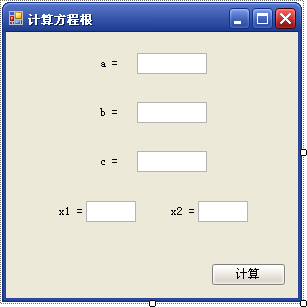 计算方程根
a =
b =
c =
x1 = x2 =
计算